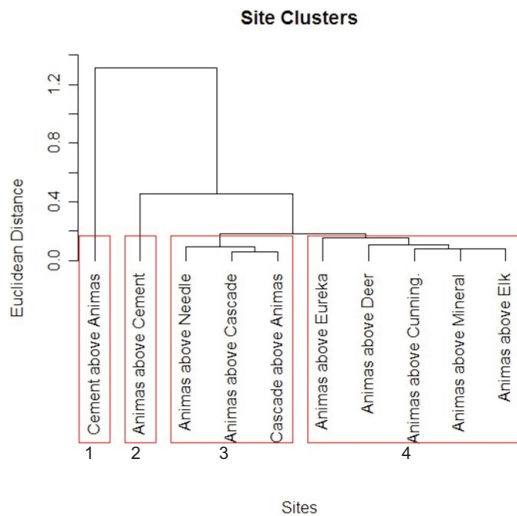 Site Clusters
Euclidean Distance
1.2
0.8
0.4
0.0
Cement above Animas
Animas above Cement
Animas above Needle
Animas above Cascade
Cascade above Animas
Animas above Eureka
Animas above Deer
Animas above Cunning.
Animas above Mineral
Animas above Elk
1 2 3 4
Sites